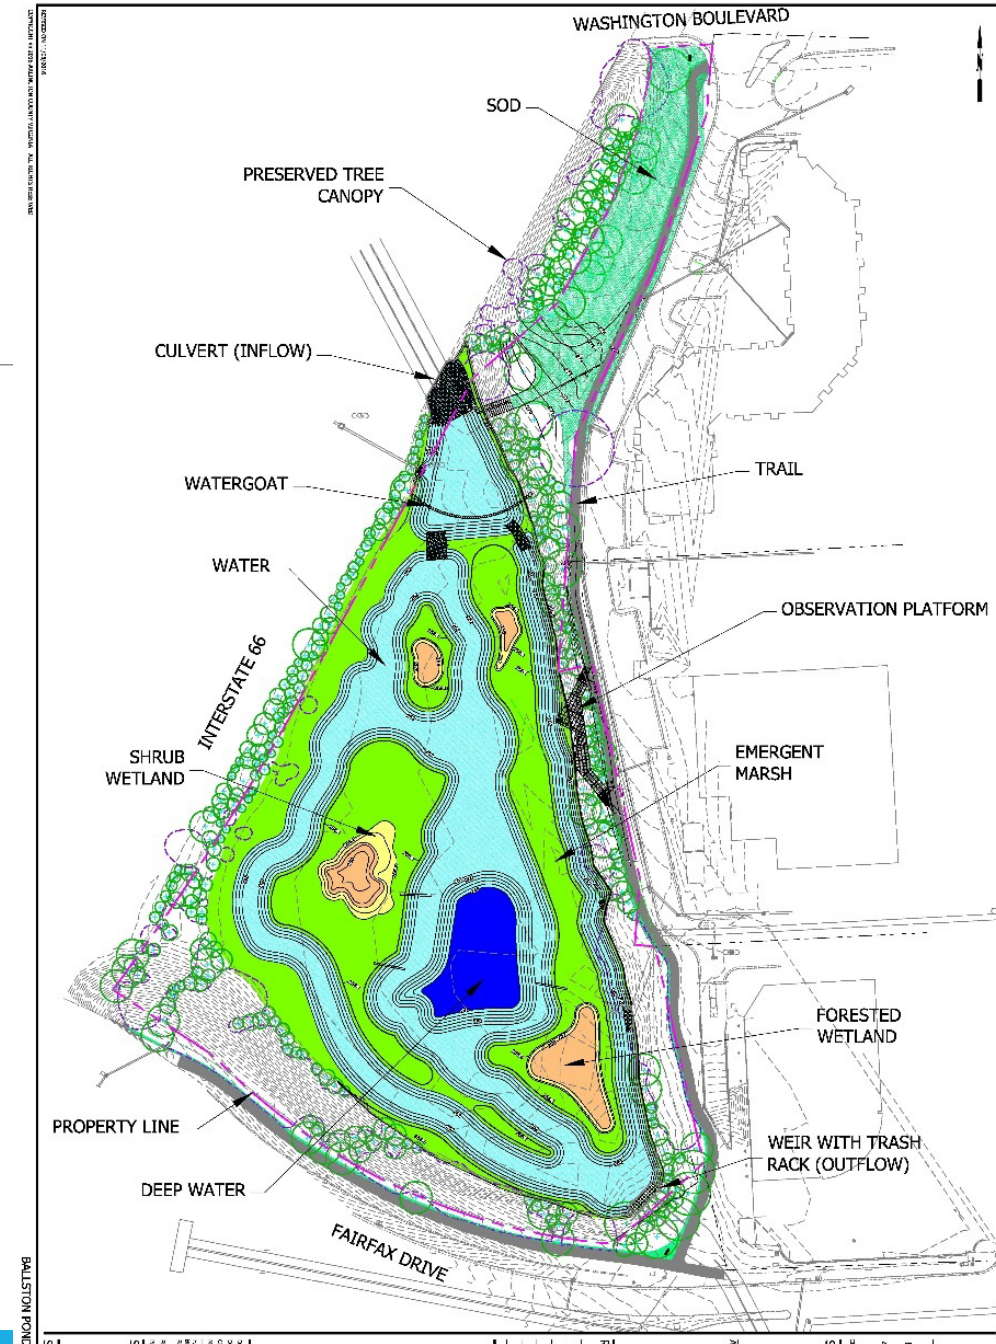 WASHINGTON BOULEVARD
N
SOD
PRESERVED TREE
CANOPY
CULVERT (INFLOW)
WATERGOAT
TRAIL
WATER
OBSERVATION PLATFORM
INTERSTATE 66
SHRUB
WETLAND
EMERGENT
MARSH
FORESTED
WETLAND
PROPERTY LINE
WEIR WITH TRASH
RACK (OUTFLOW)
DEEP WATER
FAIRFAX DRIVE
BALLSTON POND